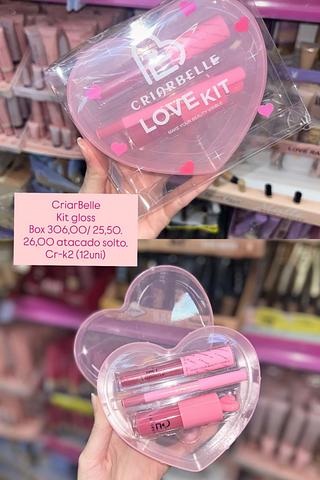 CRIARBELLE
LOVE KIT
MAKE YOUR BEAUTY VISIBLE
CriarBelle
Kit gloss
Box 306,00/ 25,50.
26,00 atacado solto.
Cr-k2 (12uni)